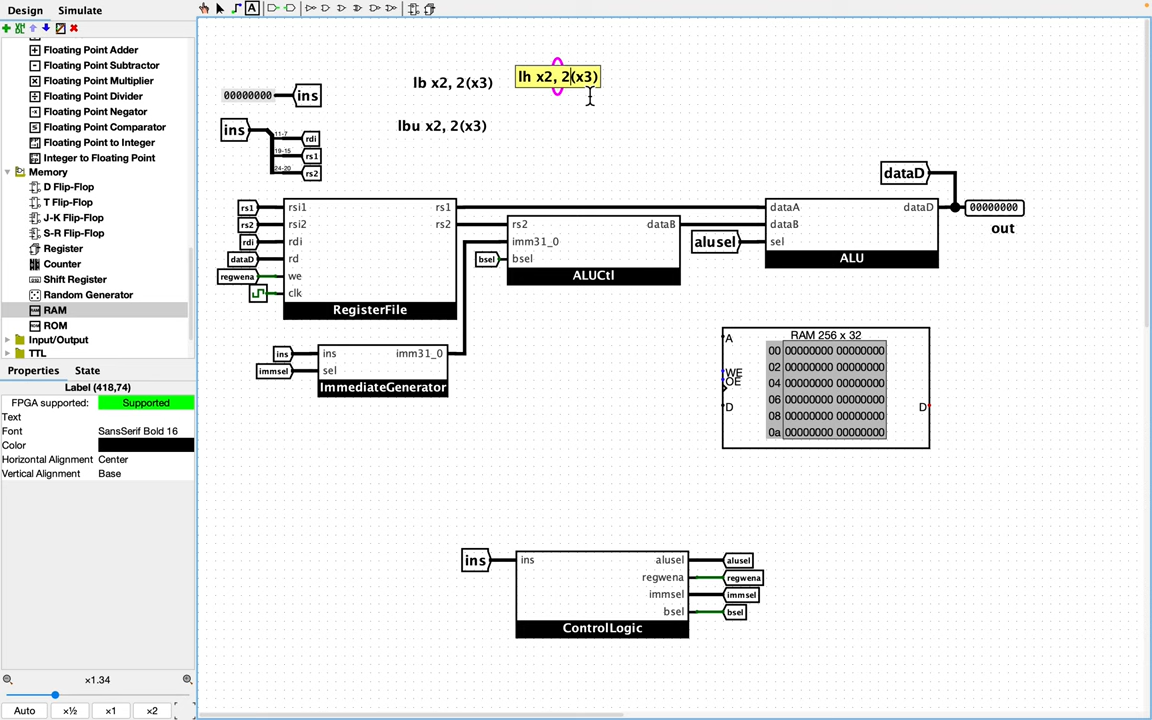 Design Simulate
VHDL
Floating Point Adder
Floating Point Subtractor
Floating Point Multiplier
Floating Point Divider
Floating Point Negator
Floating Point Comparator
Floating Point to Integer
Integer to Floating Point
Memory
D Flip-Flop
T Flip-Flop
J-K Flip-Flop
S-R Flip-Flop
Register
Counter
Shift Register
Random Generator
RAM
ROM
Input/Output
TTL
Properties State
Label (418,74)
FPGA supported: Supported
Text
Font SansSerif Bold 16
Color
Horizontal Alignment Center
Vertical Alignment Base
x1.34
Auto x½ x1 x2
A
00000000 ins
ins
11-7 rdi
19-15 rs1
24-20 rs2
lb x2, 2(x3)
lh x2, 2(x3)
lbu x2, 2(x3)
rs1 rsi1 rs1
rs2 rsi2 rs2
rdi rdi
dataD rd
regwena we
clk
RegisterFile
rs2 dataB
imm31_0
bsel bsel
ALUCtl
dataD
dataA dataD 00000000
dataB
alusel sel
ALU
out
ins ins imm31_0
immsel sel
ImmediateGenerator
RAM 256 x 32
A
WE
OE
D D
00 00000000 00000000
02 00000000 00000000
04 00000000 00000000
06 00000000 00000000
08 00000000 00000000
0a 00000000 00000000
ins ins alusel alusel
regwena regwena
immsel immsel
bsel bsel
ControlLogic